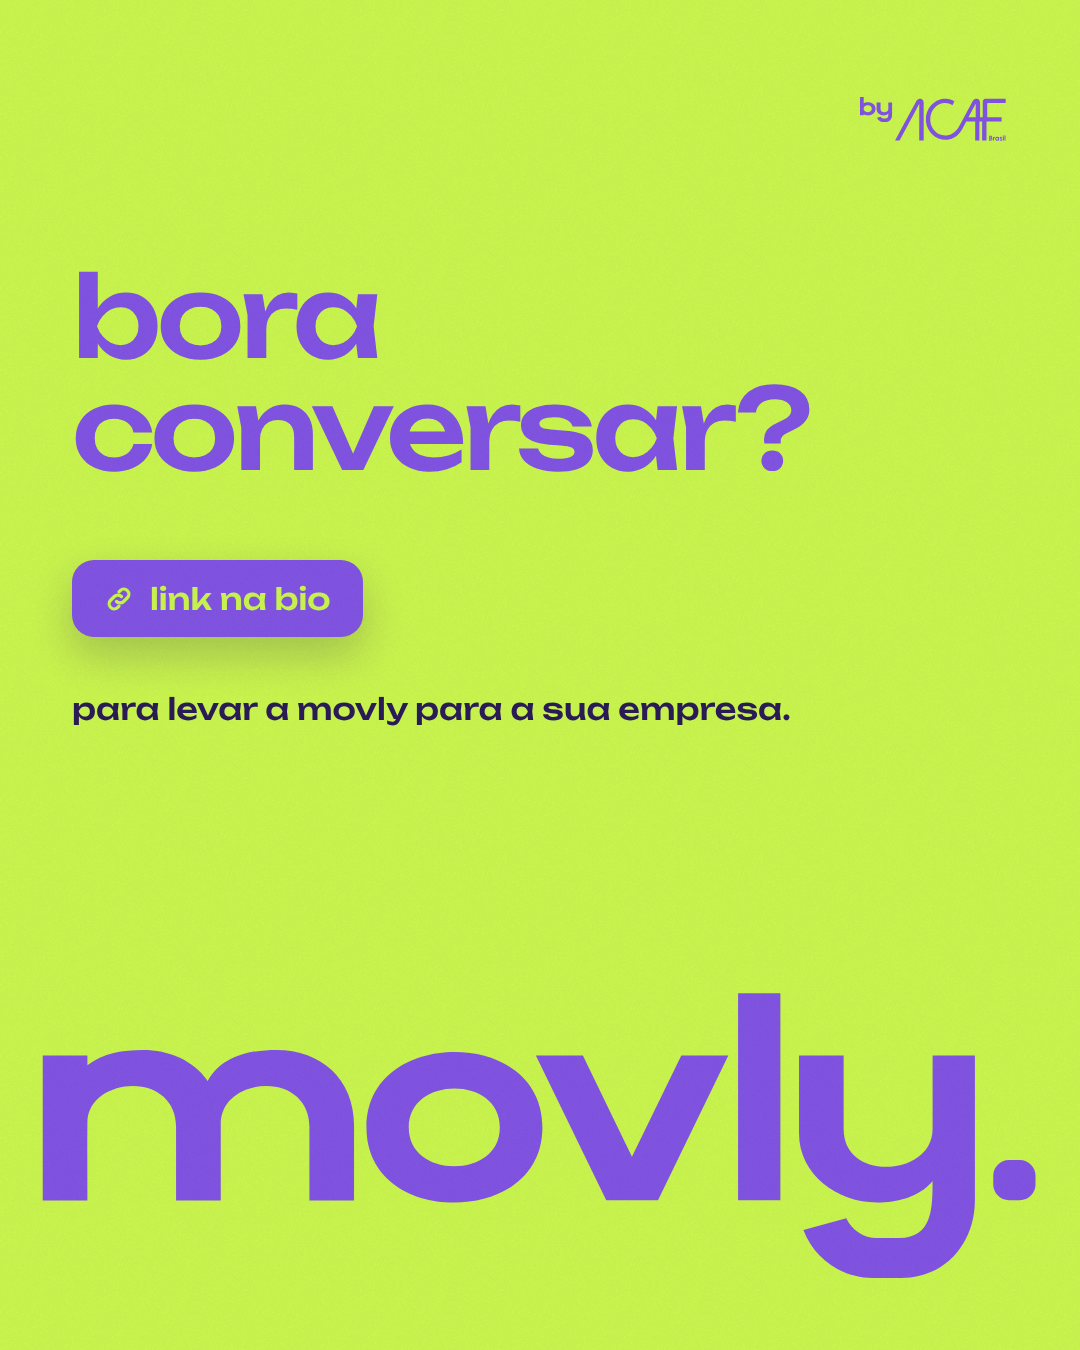 by ACAF
Brasil
bora
conversar?
link na bio
para levar a movly para a sua empresa.
movly.